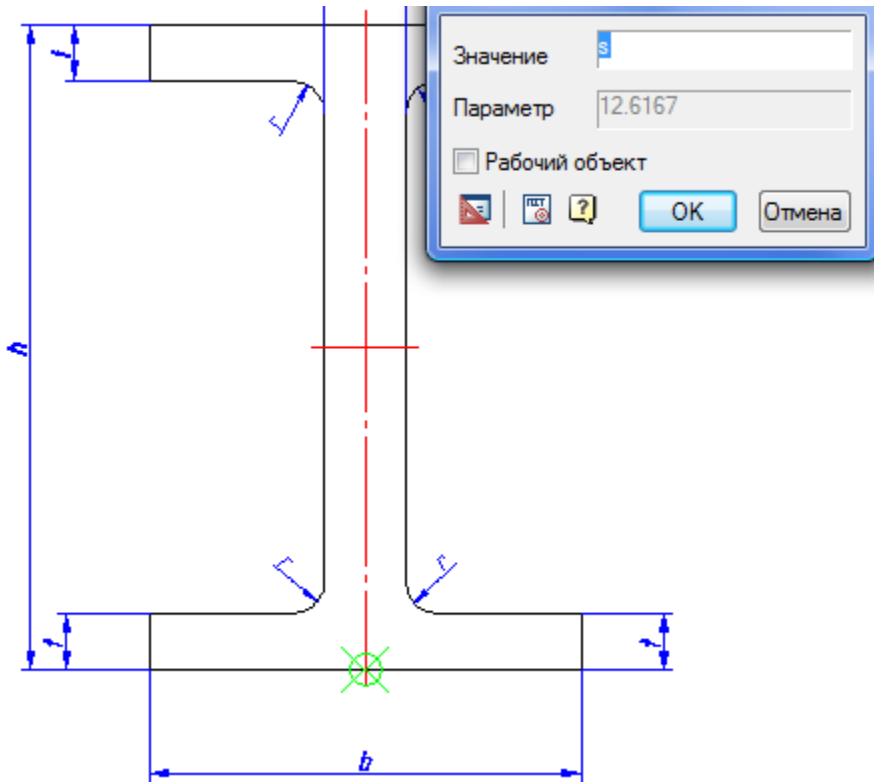 Значение s
Параметр 12.6167
Рабочий объект
? OK Отмена
t
r
h
r r
t t
b